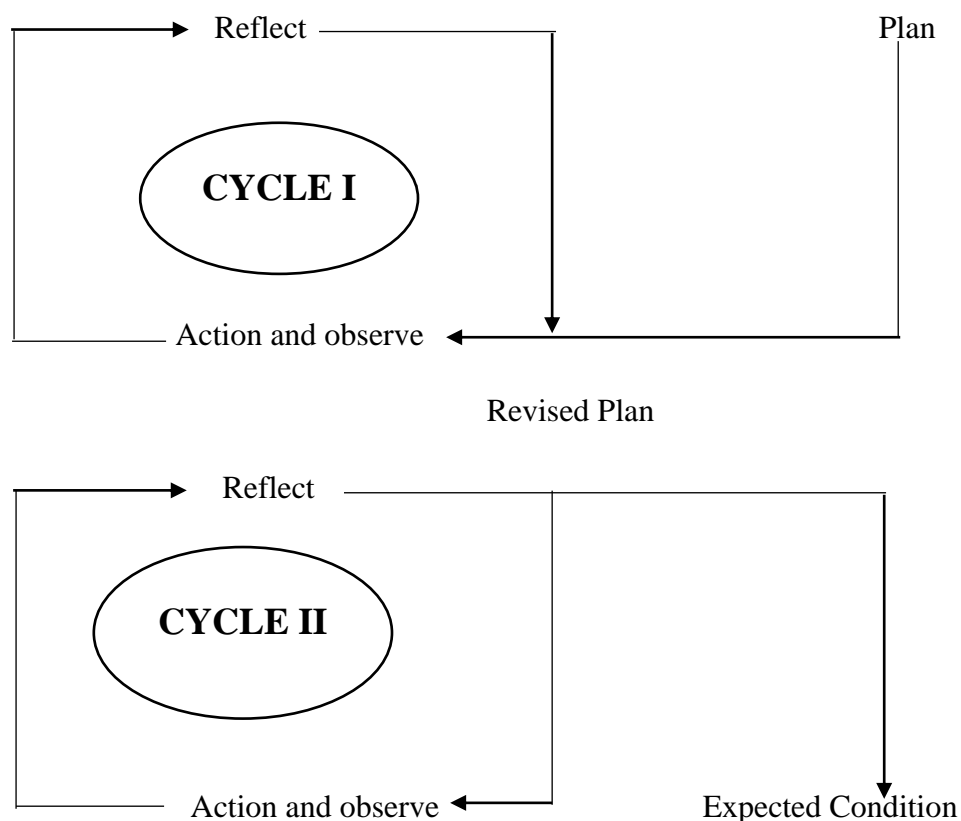 Reflect
Plan
CYCLE I
Action and observe
Revised Plan
Reflect
CYCLE II
Action and observe
Expected Condition